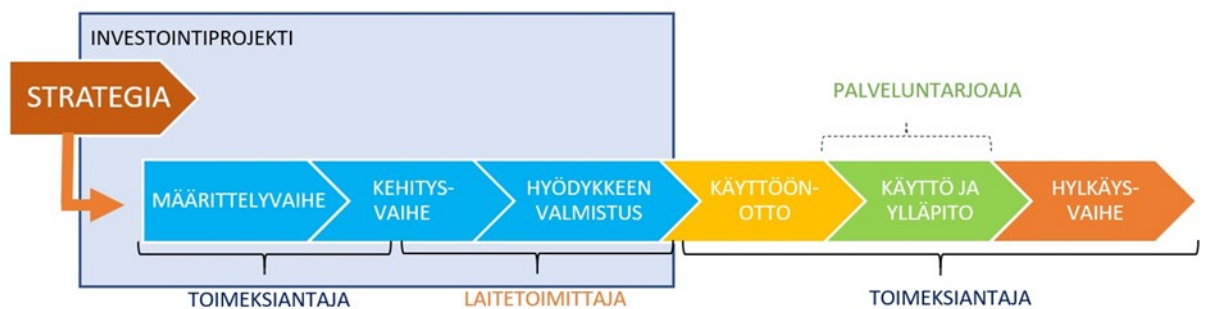 INVESTOINTIPROJEKTI
STRATEGIA
PALVELUNTARJOAJA
MÄÄRITTELYVAIHE
KEHITYS-
VAIHE
HYÖDYKKEEN
VALMISTUS
KÄYTTÖÖN-
OTTO
KÄYTTÖ JA
YLLÄPITO
HYLKÄYS-
VAIHE
TOIMEKSIANTAJA
LAITETOIMITTAJA
TOIMEKSIANTAJA